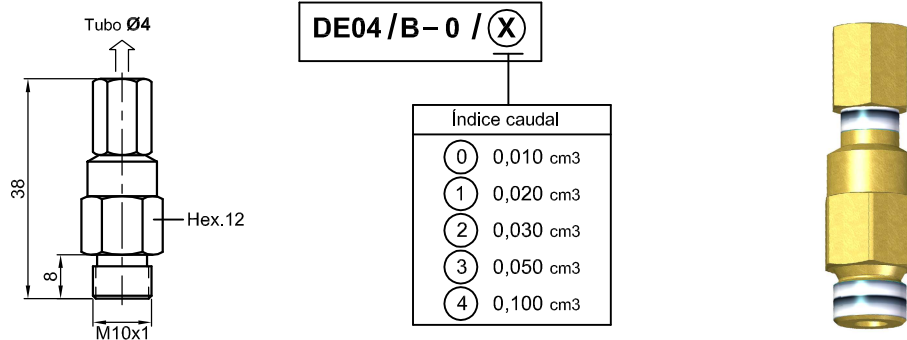 Tubo Ø4
38
8
Hex.12
M10x1
DE04/B-0 / X
Índice caudal
0 0,010 cm3
1 0,020 cm3
2 0,030 cm3
3 0,050 cm3
4 0,100 cm3